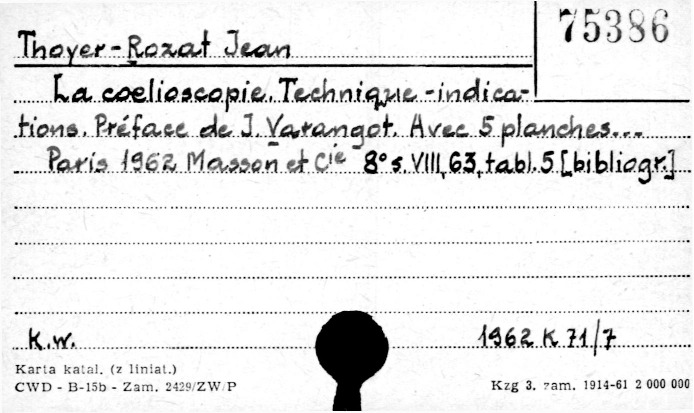 75386
Thoyer-Rozat Jean
La coelioscopie. Technique-indica-
tions. Préface de J. Varangot. Avec 5 planches...
Paris 1962 Masson et Cie 8° s. VIII, 63, tabl. 5 [bibliogr.]
K.w. 1962 K 71/7
Karta katal. (z liniat.)
CWD - B-15b - Zam. 2429/ZW/P Kzg 3. zam. 1914-61 2 000 000